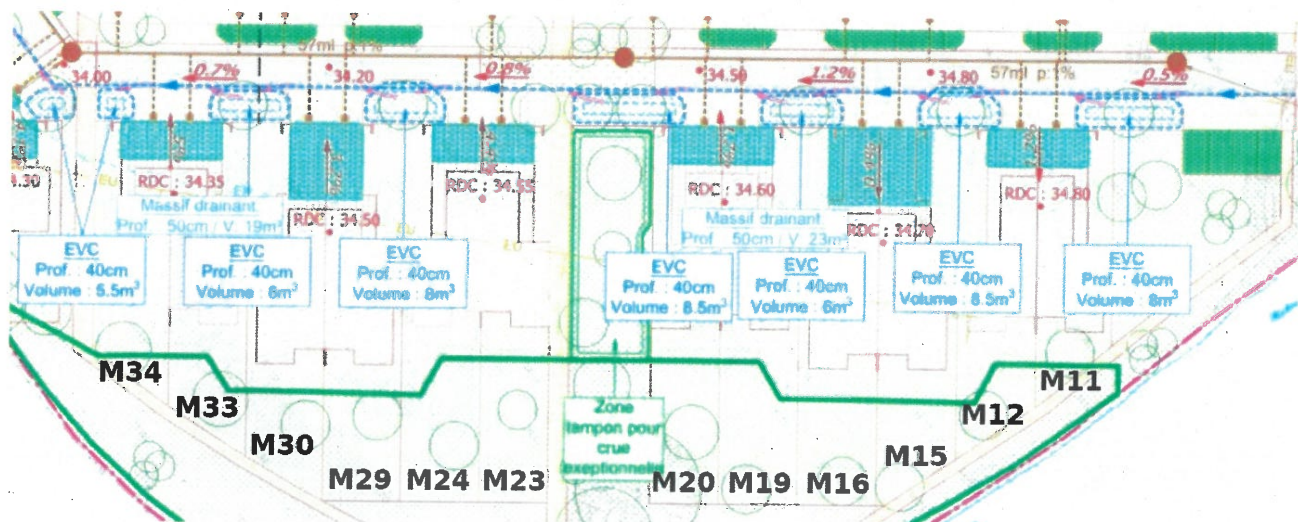 57ml p:1%
34.00
0.7%
34.20
0.8%
34.50
1.2%
34.80
57ml p:1%
0.5%
RDC : 34.35
RDC : 34.50
RDC : 34.55
RDC : 34.60
RDC : 34.80
Massif drainant
Prof 50cm / V. 19m³
Massif drainant
Prof 50cm / V. 23m³
EVC
Prof. : 40cm
Volume : 5.5m³
EVC
Prof. : 40cm
Volume : 6m³
EVC
Prof. : 40cm
Volume : 8m³
EVC
Prof. : 40cm
Volume : 8.5m³
EVC
Prof. : 40cm
Volume : 6m³
EVC
Prof. : 40cm
Volume : 8.5m³
EVC
Prof. : 40cm
Volume : 8m³
Zone
tampon pour
crue
exeptionnelle
M34
M33
M30
M29
M24
M23
M20
M19
M16
M15
M12
M11